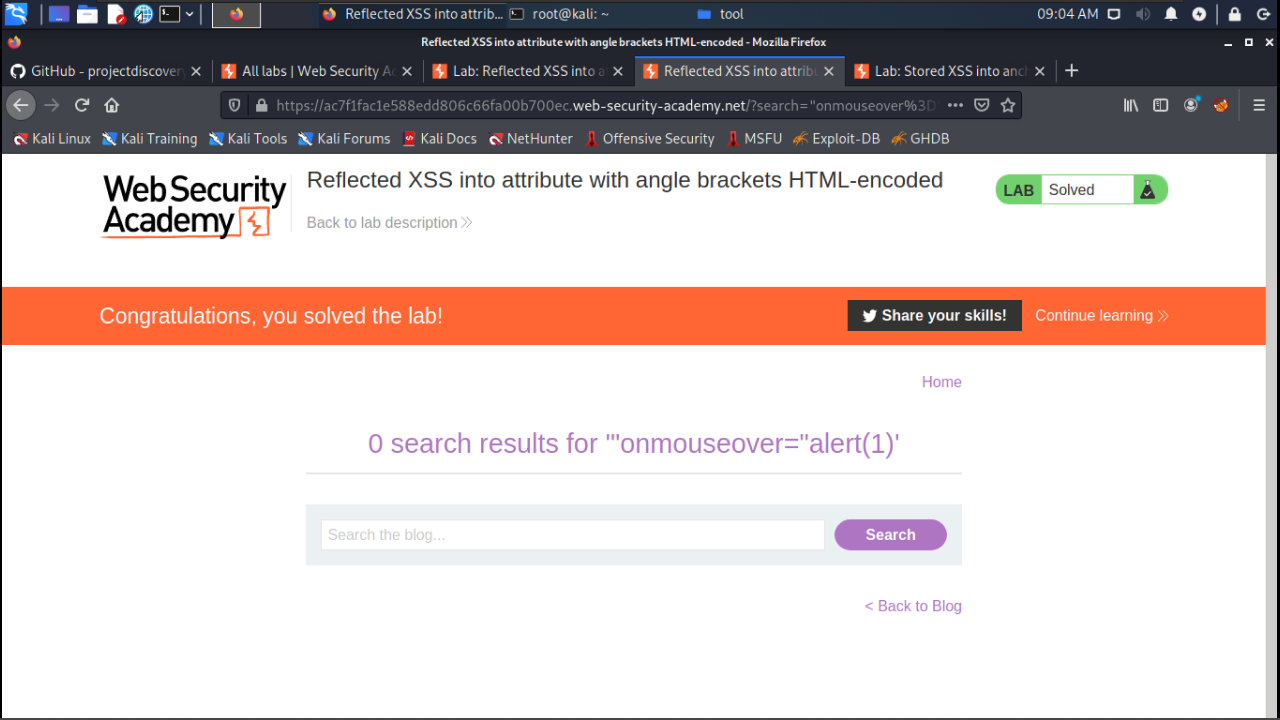 Reflected XSS into attrib...
root@kali: ~
tool
09:04 AM
Reflected XSS into attribute with angle brackets HTML-encoded - Mozilla Firefox
GitHub - projectdiscovery
All labs | Web Security Ac
Lab: Reflected XSS into a
Reflected XSS into attribu
Lab: Stored XSS into anch
https://ac7f1fac1e588edd806c66fa00b700ec.web-security-academy.net/?search="onmouseover%3D
Kali Linux
Kali Training
Kali Tools
Kali Forums
Kali Docs
NetHunter
Offensive Security
MSFU
Exploit-DB
GHDB
WebSecurity
Academy
Reflected XSS into attribute with angle brackets HTML-encoded
Back to lab description
LAB Solved
Congratulations, you solved the lab!
Share your skills!
Continue learning
Home
0 search results for '"onmouseover="alert(1)'
Search the blog...
Search
< Back to Blog